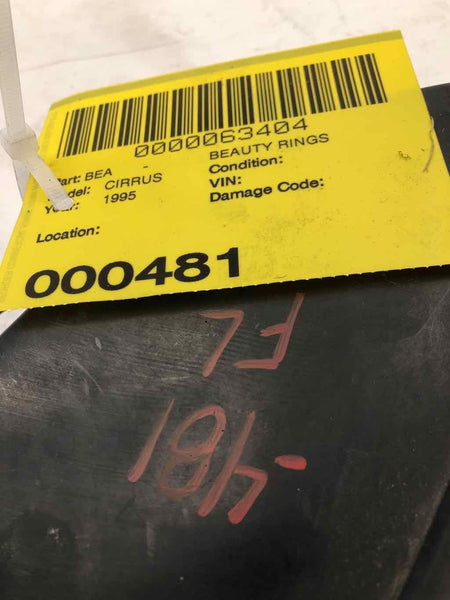 0000063404
Part: BEA - BEAUTY RINGS
Model: CIRRUS Condition:
Year: 1995 VIN:
Damage Code:
Location:
000481
FL
-481